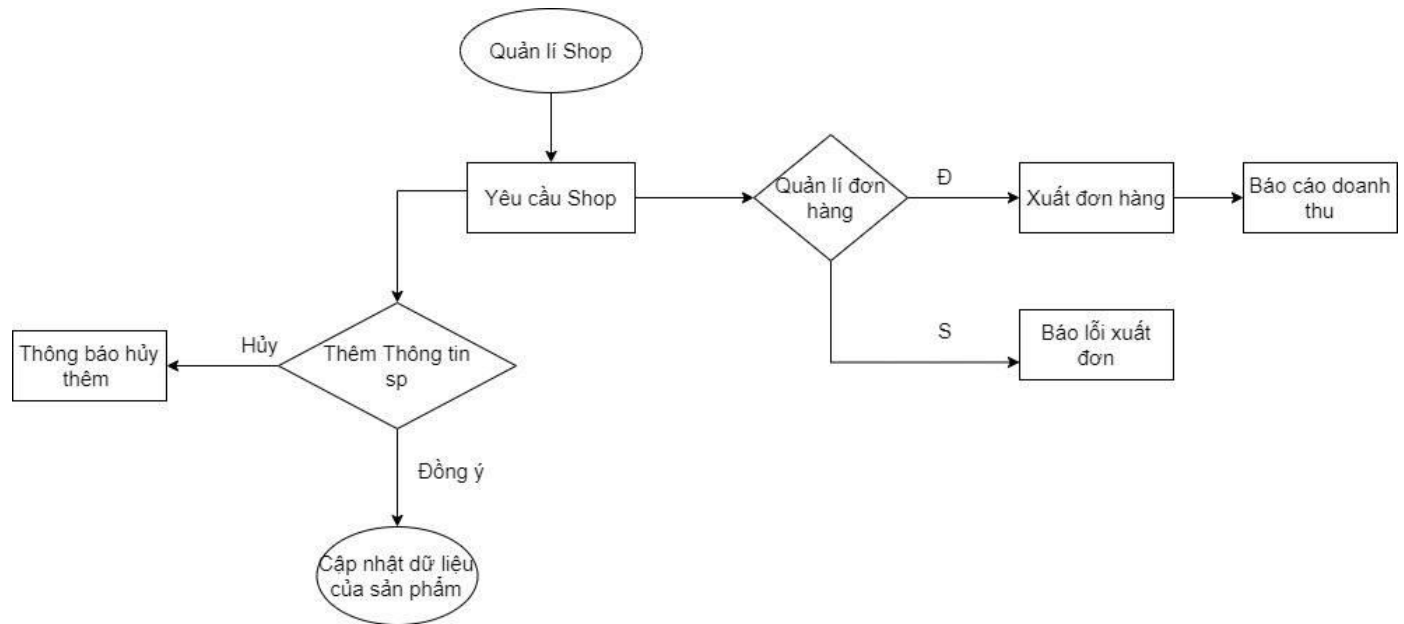 Quản lí Shop
Yêu cầu Shop
Quản lí đơn
hàng
Đ
Xuất đơn hàng
Báo cáo doanh
thu
S
Báo lỗi xuất
đơn
Thêm Thông tin
sp
Hủy
Thông báo hủy
thêm
Đồng ý
Cập nhật dữ liệu
của sản phẩm